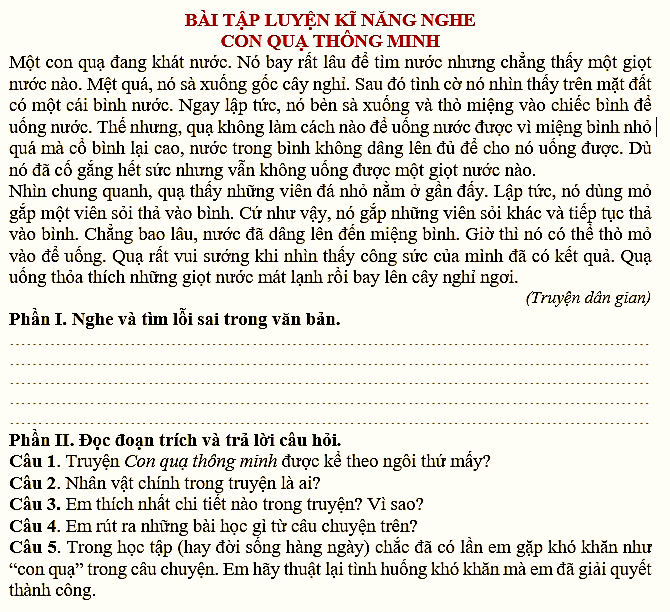 BÀI TẬP LUYỆN KĨ NĂNG NGHE
CON QUẠ THÔNG MINH
Một con quạ đang khát nước. Nó bay rất lâu để tìm nước nhưng chẳng thấy một giọt
nước nào. Mệt quá, nó sà xuống gốc cây nghỉ. Sau đó tình cờ nó nhìn thấy trên mặt đất
có một cái bình nước. Ngay lập tức, nó bèn sà xuống và thò miệng vào chiếc bình để
uống nước. Thế nhưng, quạ không làm cách nào để uống nước được vì miệng bình nhỏ
quá mà cổ bình lại cao, nước trong bình không dâng lên đủ để cho nó uống được. Dù
nó đã cố gắng hết sức nhưng vẫn không uống được một giọt nước nào.
Nhìn chung quanh, quạ thấy những viên đá nhỏ nằm ở gần đấy. Lập tức, nó dùng mỏ
gắp một viên sỏi thả vào bình. Cứ như vậy, nó gắp những viên sỏi khác và tiếp tục thả
vào bình. Chẳng bao lâu, nước đã dâng lên đến miệng bình. Giờ thì nó có thể thò mỏ
vào để uống. Quạ rất vui sướng khi nhìn thấy công sức của mình đã có kết quả. Quạ
uống thỏa thích những giọt nước mát lạnh rồi bay lên cây nghỉ ngơi.
(Truyện dân gian)
Phần I. Nghe và tìm lỗi sai trong văn bản.
Phần II. Đọc đoạn trích và trả lời câu hỏi.
Câu 1. Truyện Con quạ thông minh được kể theo ngôi thứ mấy?
Câu 2. Nhân vật chính trong truyện là ai?
Câu 3. Em thích nhất chi tiết nào trong truyện? Vì sao?
Câu 4. Em rút ra những bài học gì từ câu chuyện trên?
Câu 5. Trong học tập (hay đời sống hàng ngày) chắc đã có lần em gặp khó khăn như
“con quạ” trong câu chuyện. Em hãy thuật lại tình huống khó khăn mà em đã giải quyết
thành công.